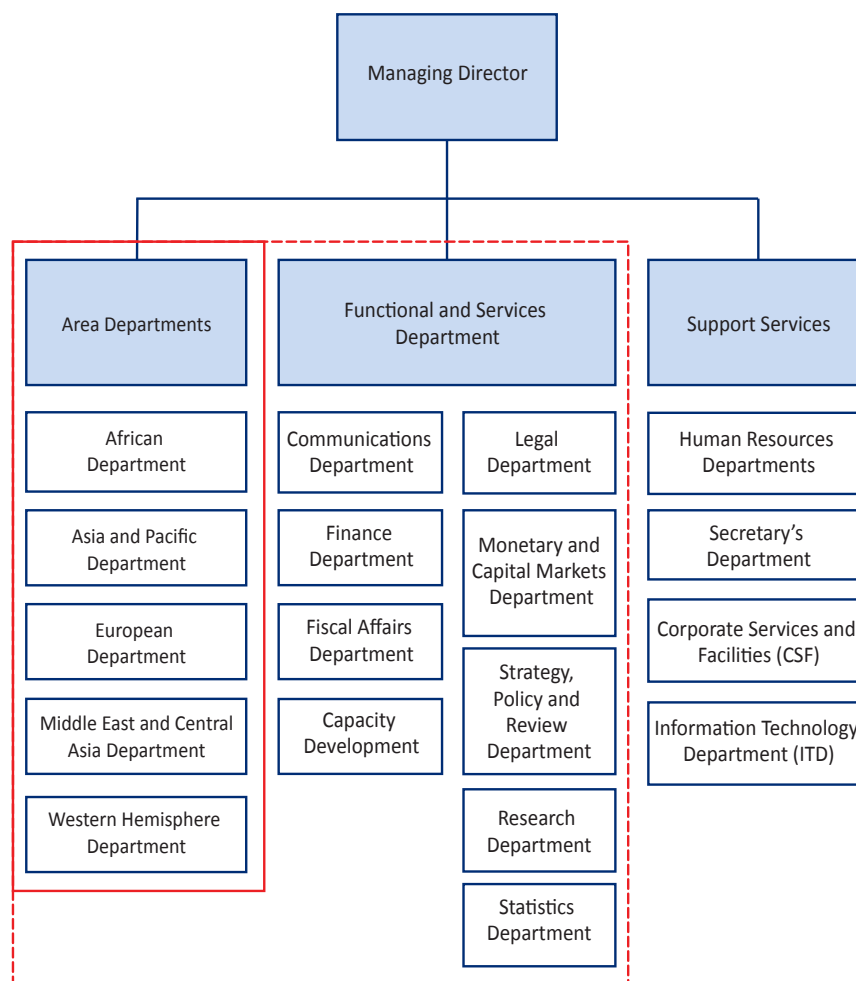 Managing Director
Area Departments
Functional and Services
Department
Support Services
African
Department
Asia and Pacific
Department
European
Department
Middle East and Central
Asia Department
Western Hemisphere
Department
Communications
Department
Finance
Department
Fiscal Affairs
Department
Capacity
Development
Legal
Department
Monetary and
Capital Markets
Department
Strategy,
Policy and
Review
Department
Research
Department
Statistics
Department
Human Resources
Departments
Secretary’s
Department
Corporate Services and
Facilities (CSF)
Information Technology
Department (ITD)